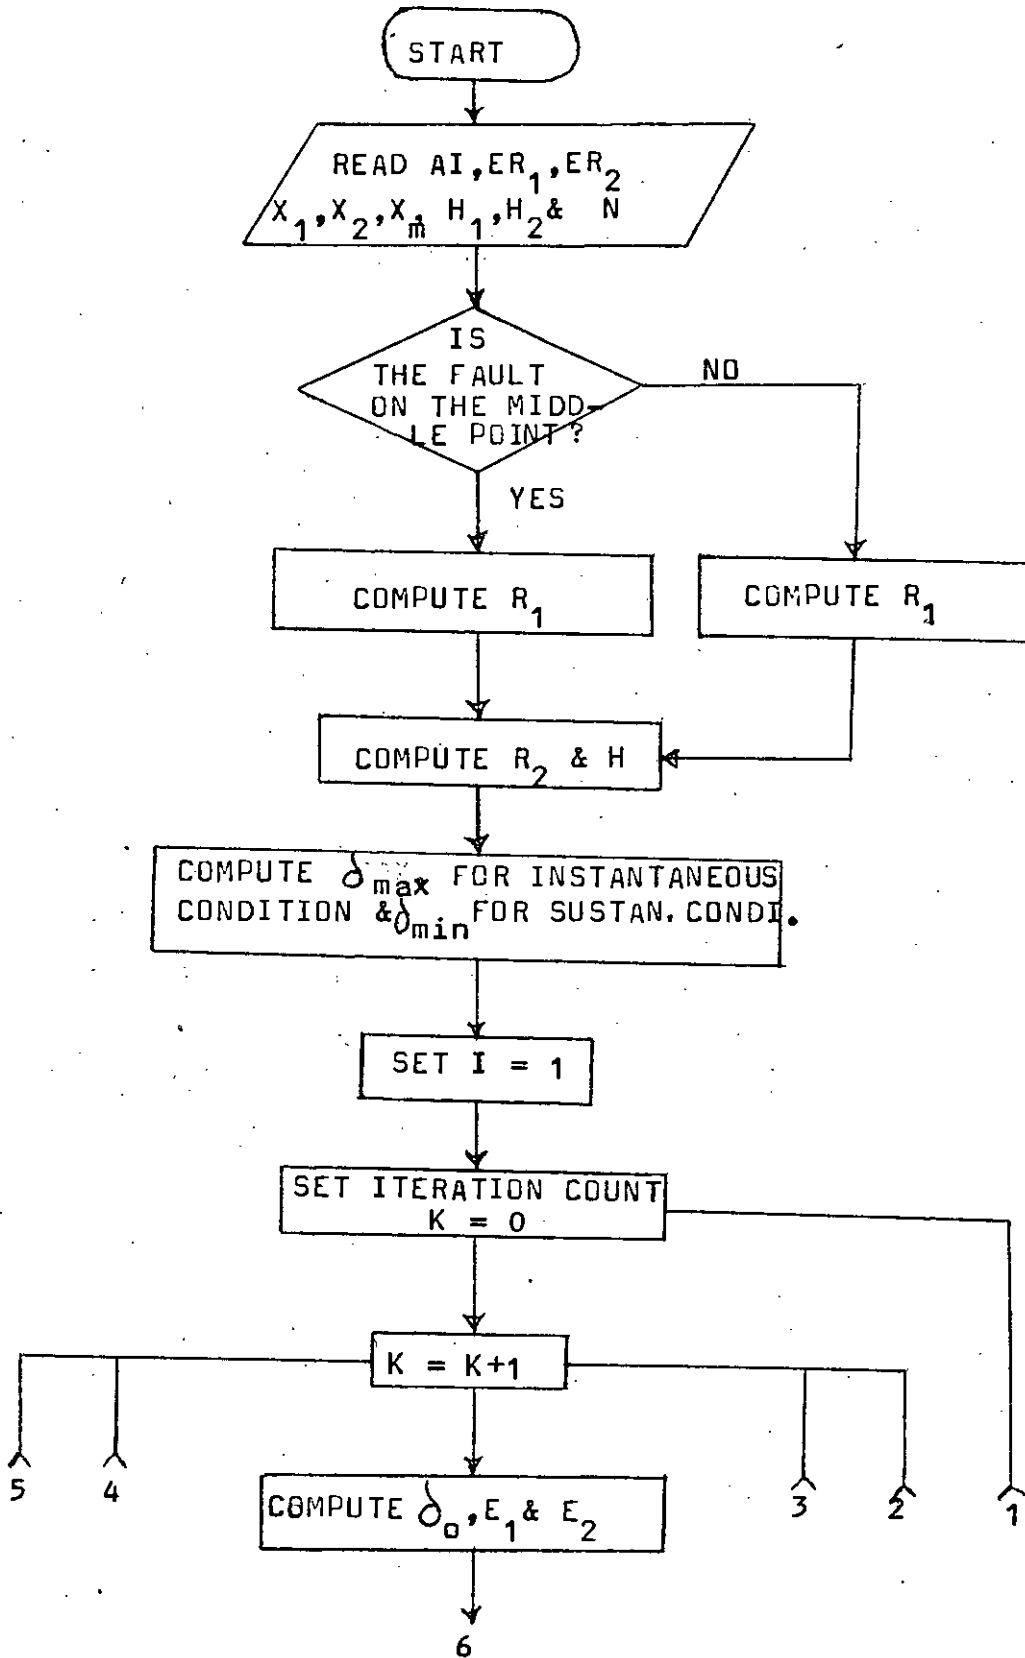 START
READ AI,ER1,ER2
X1,X2,Xm, H1,H2& N
IS
THE FAULT
ON THE MIDD-
LE POINT?
NO
YES
COMPUTE R1
COMPUTE R1
COMPUTE R2 & H
COMPUTE δmax FOR INSTANTANEOUS
CONDITION &δmin FOR SUSTAN.CONDI.
SET I = 1
SET ITERATION COUNT
K = 0
K = K+1
5
4
3
2
1
COMPUTE δo,E1& E2
6